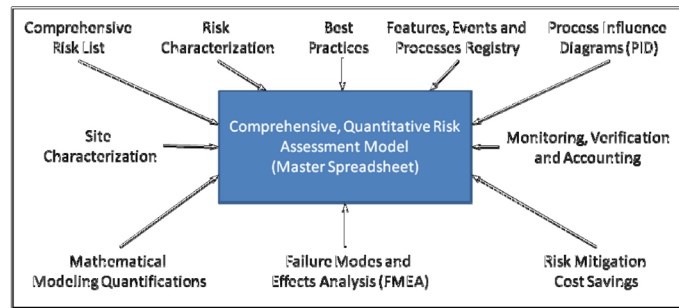 Comprehensive
Risk List
Risk
Characterization
Best
Practices
Features, Events and
Processes Registry
Process Influence
Diagrams (PID)
Site
Characterization
Comprehensive, Quantitative Risk
Assessment Model
(Master Spreadsheet)
Monitoring, Verification
and Accounting
Mathematical
Modeling Quantifications
Failure Modes and
Effects Analysis (FMEA)
Risk Mitigation
Cost Savings